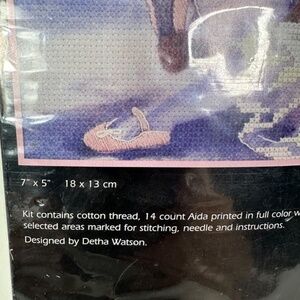 7" x 5" 18 x 13 cm
Kit contains cotton thread, 14 count Aida printed in full color w
selected areas marked for stitching, needle and instructions.
Designed by Detha Watson.